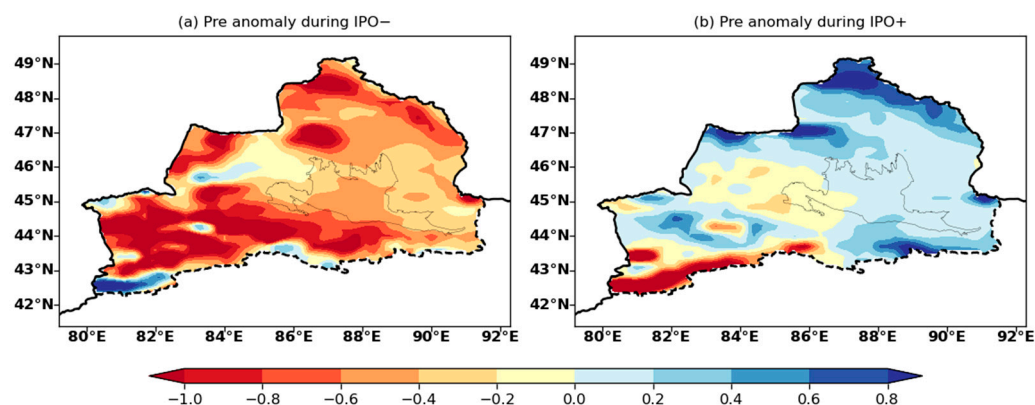 (a) Pre anomaly during IPO−
(b) Pre anomaly during IPO+
49°N
48°N
47°N
46°N
45°N
44°N
43°N
42°N
80°E 82°E 84°E 86°E 88°E 90°E 92°E
49°N
48°N
47°N
46°N
45°N
44°N
43°N
42°N
80°E 82°E 84°E 86°E 88°E 90°E 92°E
−1.0 −0.8 −0.6 −0.4 −0.2 0.0 0.2 0.4 0.6 0.8